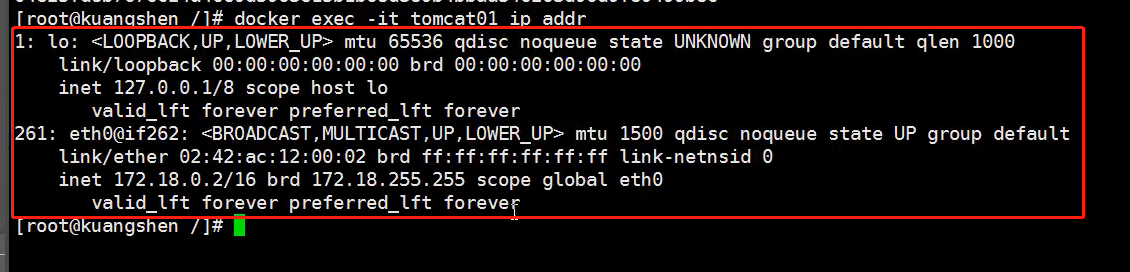 [root@kuangshen /]# docker exec -it tomcat01 ip addr
1: lo: <LOOPBACK,UP,LOWER_UP> mtu 65536 qdisc noqueue state UNKNOWN group default qlen 1000
link/loopback 00:00:00:00:00:00 brd 00:00:00:00:00:00
inet 127.0.0.1/8 scope host lo
valid_lft forever preferred_lft forever
261: eth0@if262: <BROADCAST,MULTICAST,UP,LOWER_UP> mtu 1500 qdisc noqueue state UP group default
link/ether 02:42:ac:12:00:02 brd ff:ff:ff:ff:ff:ff link-netnsid 0
inet 172.18.0.2/16 brd 172.18.255.255 scope global eth0
valid_lft forever preferred_lft forever
[root@kuangshen /]#